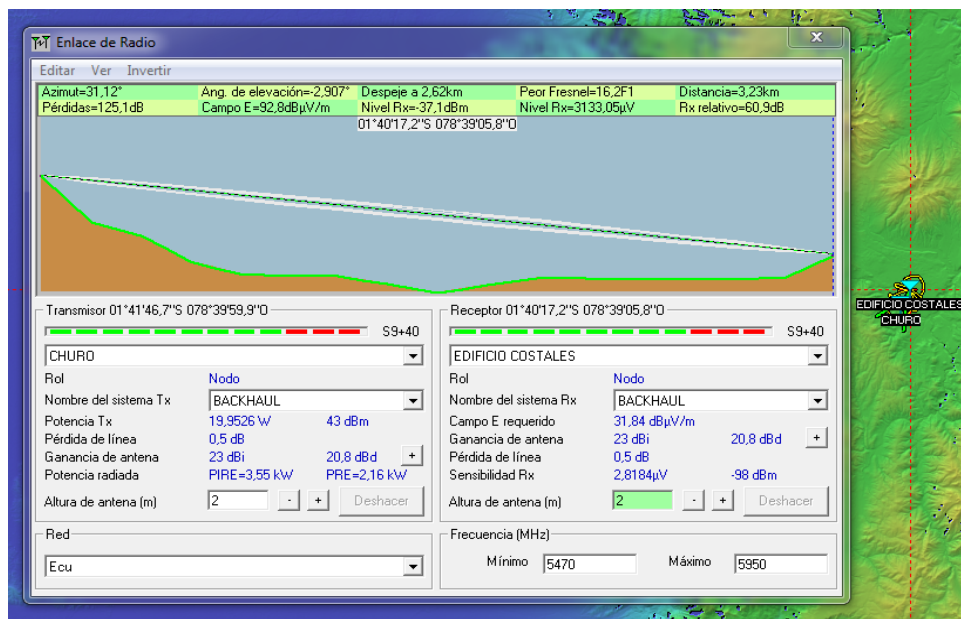 Enlace de Radio
Editar Ver Invertir
Azimut=31,12° Ang. de elevación=-2,907° Despeje a 2,62km Peor Fresnel=16,2F1 Distancia=3,23km
Pérdidas=125,1dB Campo E=92,8dBµV/m Nivel Rx=-37,1dBm Nivel Rx=3133,05µV Rx relativo=60,9dB
01°40'17,2''S 078°39'05,8''O
Transmisor 01°41'46,7''S 078°39'59,9''O
S9+40
CHURO
Rol Nodo
Nombre del sistema Tx BACKHAUL
Potencia Tx 19,9526 W 43 dBm
Pérdida de línea 0,5 dB
Ganancia de antena 23 dBi 20,8 dBd +
Potencia radiada PIRE=3,55 kW PRE=2,16 kW
Altura de antena (m) 2 - + Deshacer
Red
Ecu
Receptor 01°40'17,2''S 078°39'05,8''O
S9+40
EDIFICIO COSTALES
Rol Nodo
Nombre del sistema Rx BACKHAUL
Campo E requerido 31,84 dBµV/m
Ganancia de antena 23 dBi 20,8 dBd +
Pérdida de línea 0,5 dB
Sensibilidad Rx 2,8184µV -98 dBm
Altura de antena (m) 2 - + Deshacer
Frecuencia (MHz)
Mínimo 5470 Máximo 5950
EDIFICIO COSTALES
CHURO